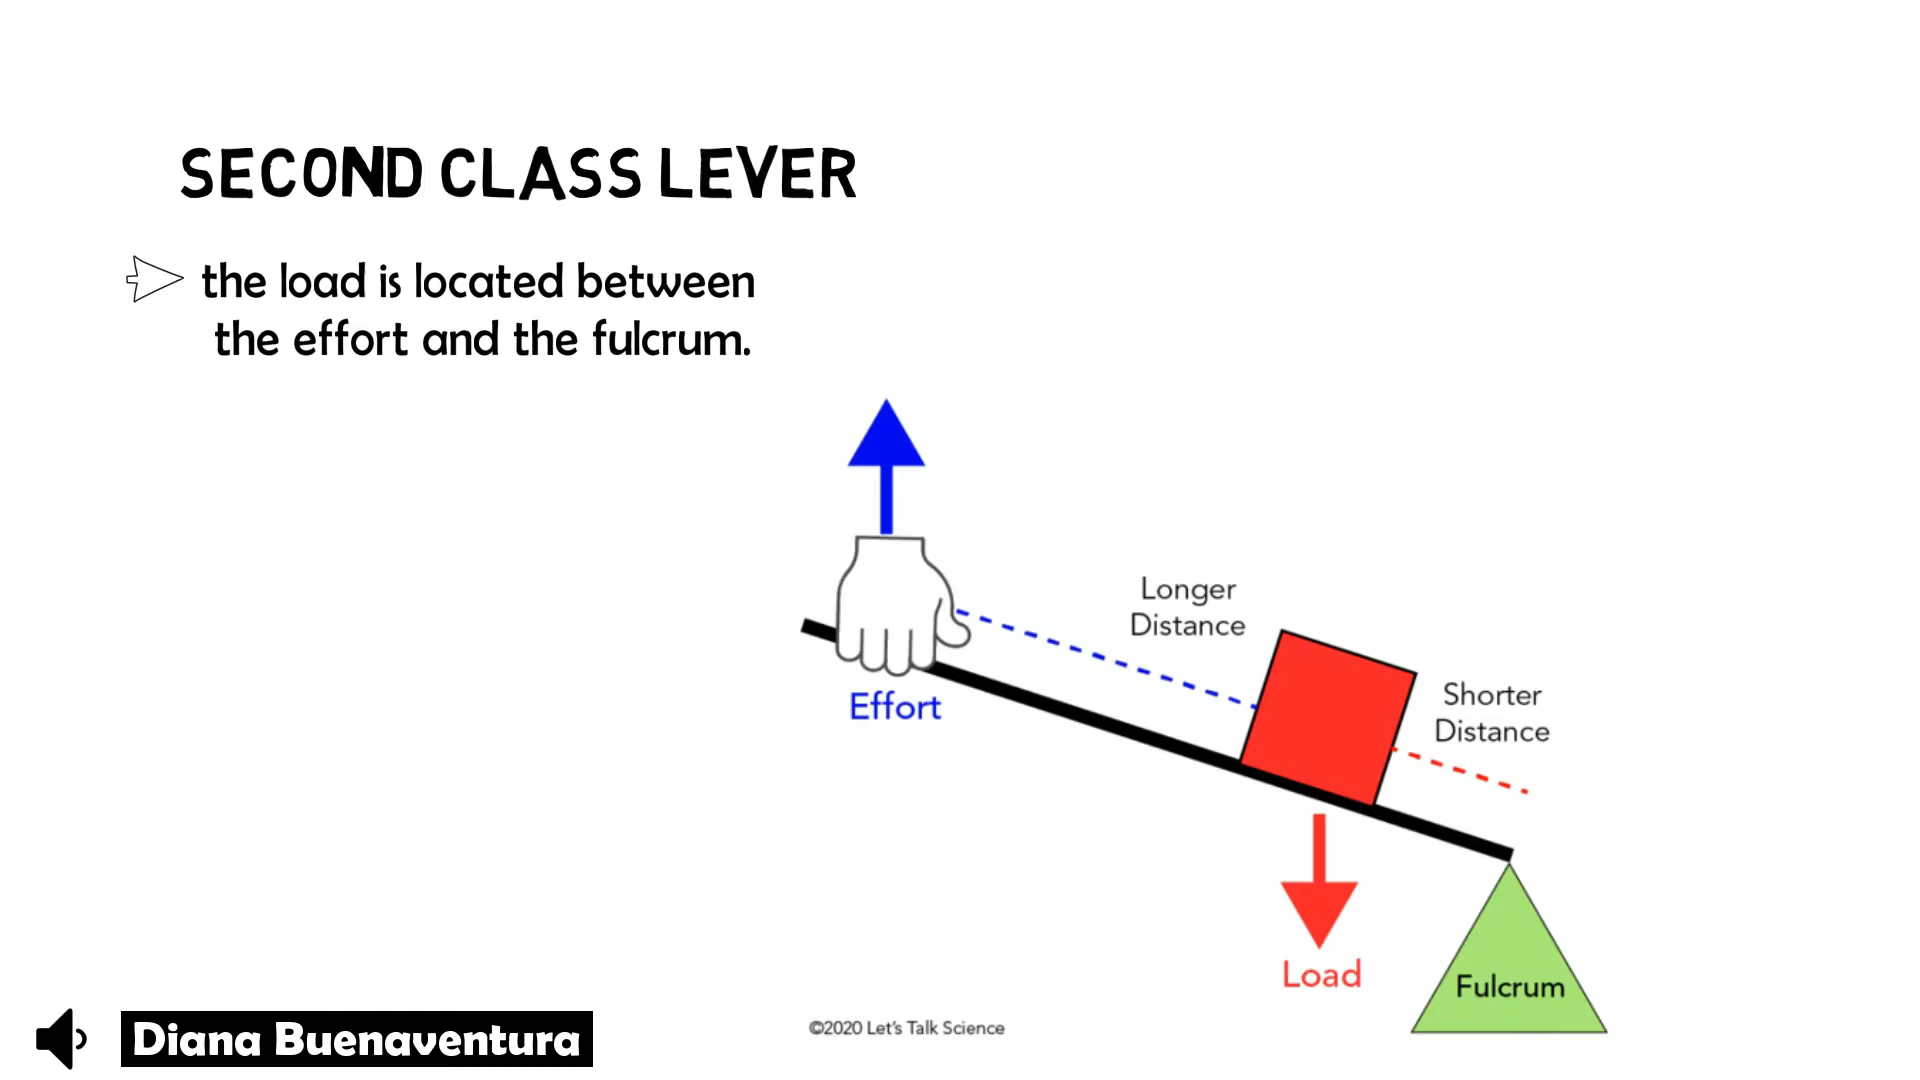 SECOND CLASS LEVER
the load is located between
the effort and the fulcrum.
Longer
Distance
Shorter
Distance
Effort
Load
Fulcrum
©2020 Let's Talk Science
Diana Buenaventura